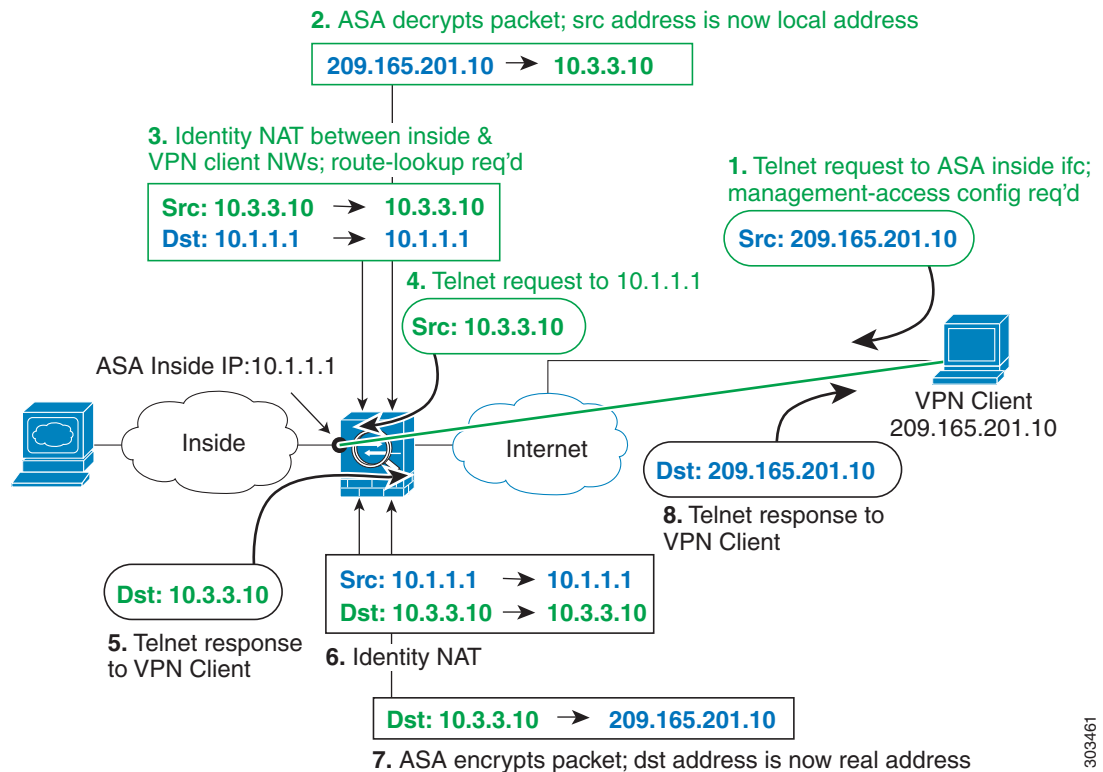 2. ASA decrypts packet; src address is now local address
209.165.201.10 → 10.3.3.10
3. Identity NAT between inside &
VPN client NWs; route-lookup req'd
Src: 10.3.3.10 → 10.3.3.10
Dst: 10.1.1.1 → 10.1.1.1
1. Telnet request to ASA inside ifc;
management-access config req'd
Src: 209.165.201.10
4. Telnet request to 10.1.1.1
Src: 10.3.3.10
ASA Inside IP:10.1.1.1
Inside
Internet
VPN Client
209.165.201.10
Dst: 209.165.201.10
8. Telnet response to
VPN Client
Dst: 10.3.3.10
5. Telnet response
to VPN Client
Src: 10.1.1.1 → 10.1.1.1
Dst: 10.3.3.10 → 10.3.3.10
6. Identity NAT
Dst: 10.3.3.10 → 209.165.201.10
7. ASA encrypts packet; dst address is now real address
303461